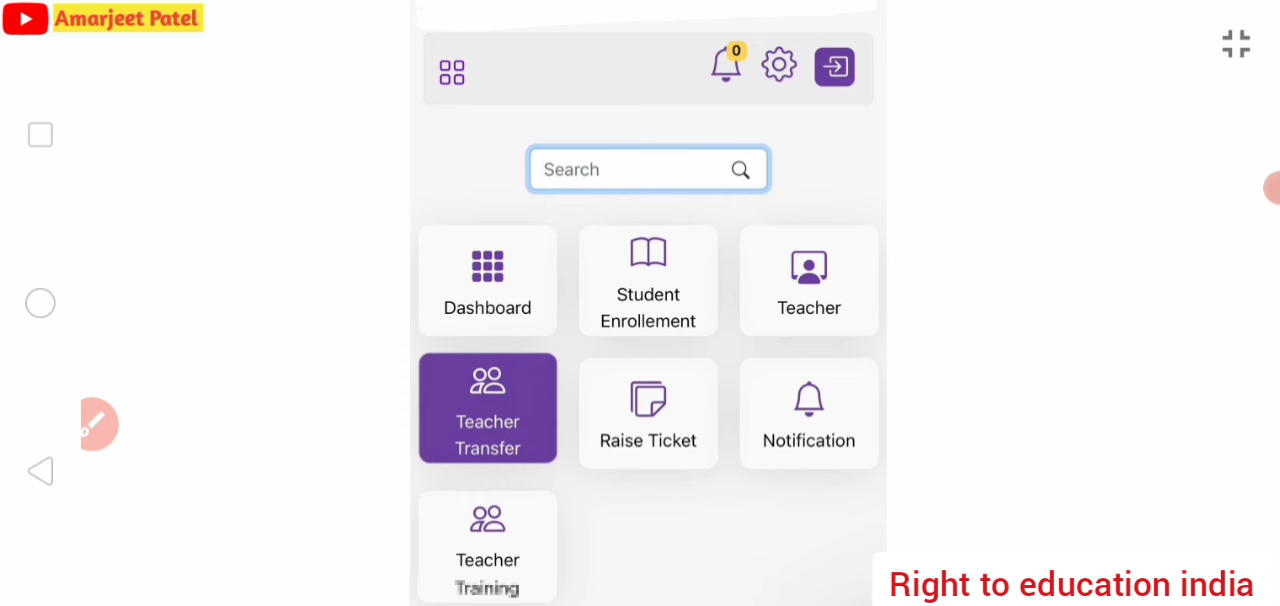 Amarjeet Patel
0
Search
Dashboard
Student
Enrollement
Teacher
Teacher
Transfer
Raise Ticket
Notification
Teacher
Training
Right to education india